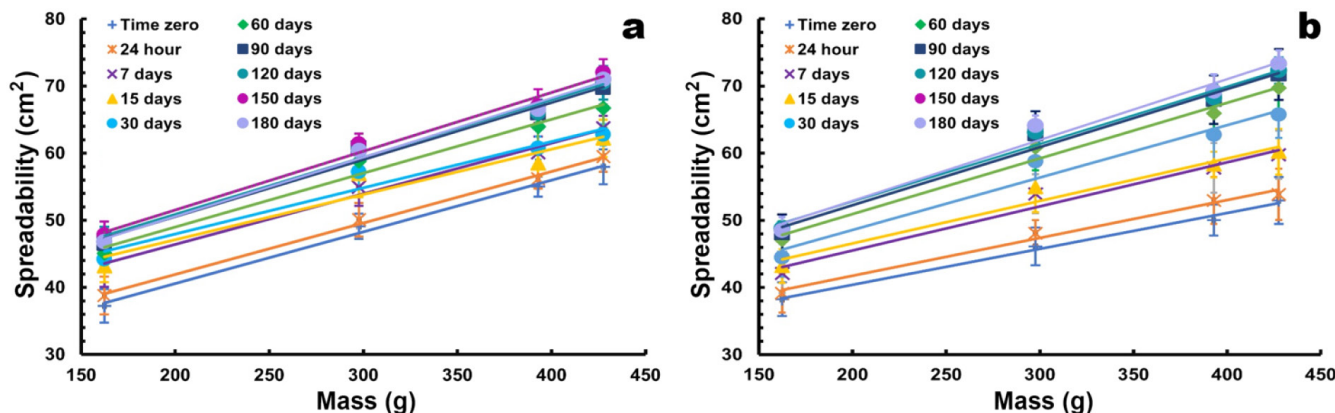 a
Spreadability (cm²)
80
70
60
50
40
30
Time zero
24 hour
7 days
15 days
30 days
60 days
90 days
120 days
150 days
180 days
150 200 250 300 350 400 450
Mass (g)
b
Spreadability (cm²)
80
70
60
50
40
30
Time zero
24 hour
7 days
15 days
30 days
60 days
90 days
120 days
150 days
180 days
150 200 250 300 350 400 450
Mass (g)